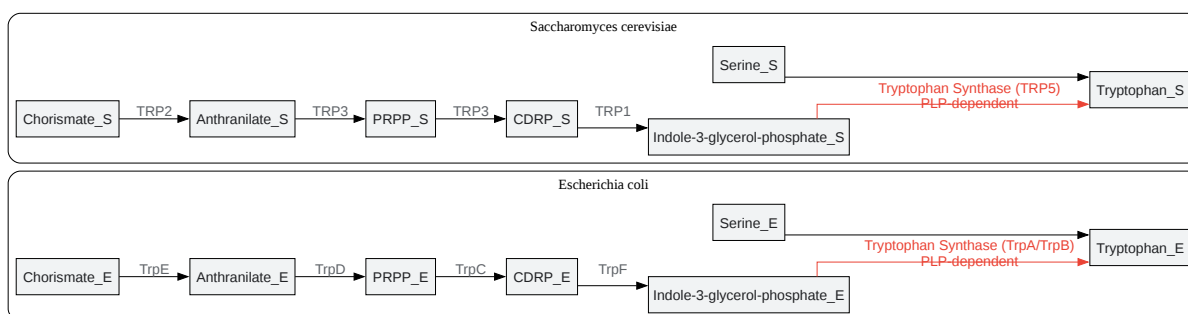 Saccharomyces cerevisiae
Serine_S
Tryptophan Synthase (TRP5)
PLP-dependent
Tryptophan_S
Chorismate_S
TRP2
Anthranilate_S
TRP3
PRPP_S
TRP3
CDRP_S
TRP1
Indole-3-glycerol-phosphate_S
Escherichia coli
Serine_E
Tryptophan Synthase (TrpA/TrpB)
PLP-dependent
Tryptophan_E
Chorismate_E
TrpE
Anthranilate_E
TrpD
PRPP_E
TrpC
CDRP_E
TrpF
Indole-3-glycerol-phosphate_E